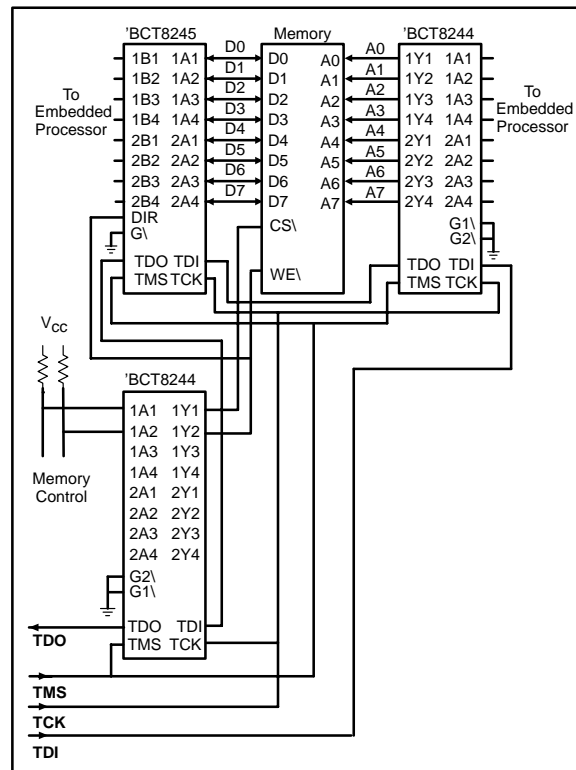 'BCT8245 Memory 'BCT8244
1B1 1A1 D0 D0 A0 A0 1Y1 1A1
1B2 1A2 D1 D1 A1 A1 1Y2 1A2
1B3 1A3 D2 D2 A2 A2 1Y3 1A3
1B4 1A4 D3 D3 A3 A3 1Y4 1A4
2B1 2A1 D4 D4 A4 A4 2Y1 2A1
2B2 2A2 D5 D5 A5 A5 2Y2 2A2
2B3 2A3 D6 D6 A6 A6 2Y3 2A3
2B4 2A4 D7 D7 A7 A7 2Y4 2A4
To
Embedded
Processor
To
Embedded
Processor
DIR
G\
TDO TDI
TMS TCK
CS\
WE\
G1\
G2\
TDO TDI
TMS TCK
VCC
'BCT8244
1A1 1Y1
1A2 1Y2
1A3 1Y3
1A4 1Y4
2A1 2Y1
2A2 2Y2
2A3 2Y3
2A4 2Y4
Memory
Control
G2\
G1\
TDO TDI
TMS TCK
TDO
TMS
TCK
TDI